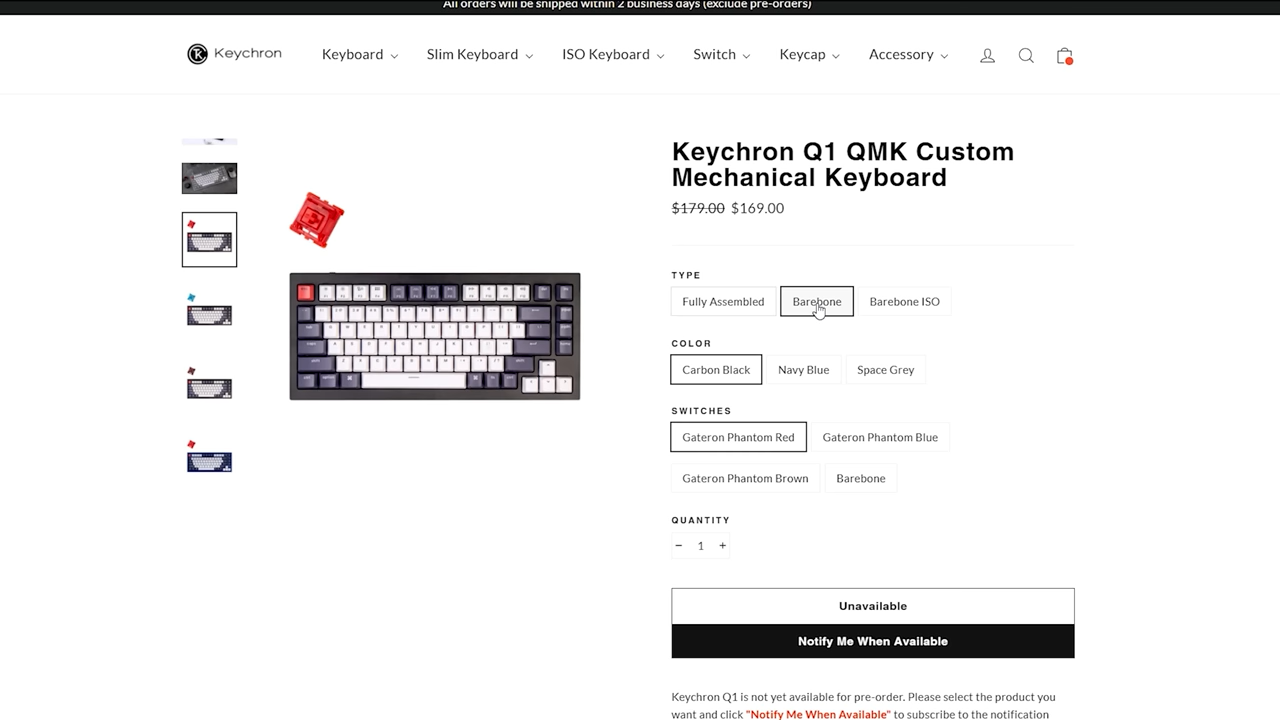 All orders will be shipped within 2 business days (exclude pre-orders)
Keychron
Keyboard
Slim Keyboard
ISO Keyboard
Switch
Keycap
Accessory
Keychron Q1 QMK Custom
Mechanical Keyboard
$179.00 $169.00
TYPE
Fully Assembled
Barebone
Barebone ISO
COLOR
Carbon Black
Navy Blue
Space Grey
SWITCHES
Gateron Phantom Red
Gateron Phantom Blue
Gateron Phantom Brown
Barebone
QUANTITY
− 1 +
Unavailable
Notify Me When Available
Keychron Q1 is not yet available for pre-order. Please select the product you
want and click "Notify Me When Available" to subscribe to the notification